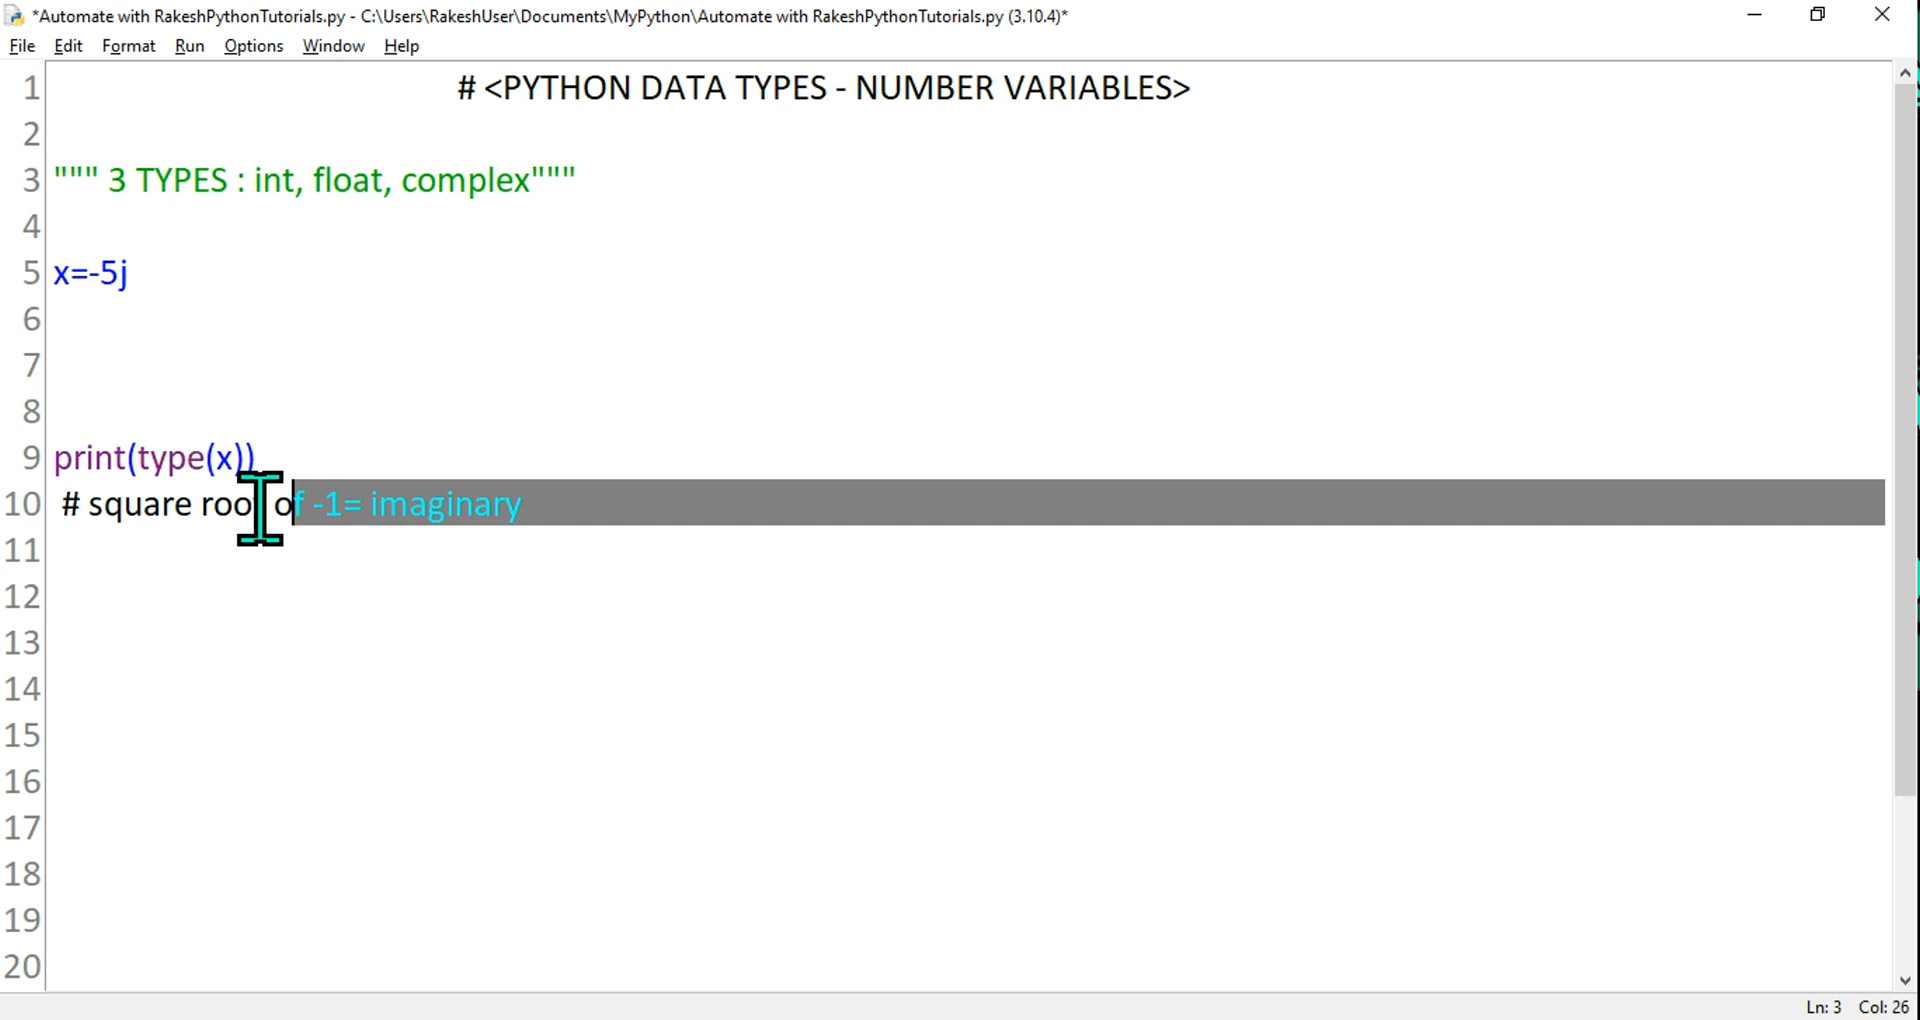 *Automate with RakeshPythonTutorials.py - C:\Users\RakeshUser\Documents\MyPython\Automate with RakeshPythonTutorials.py (3.10.4)*
File Edit Format Run Options Window Help
1 # <PYTHON DATA TYPES - NUMBER VARIABLES>
2
3 """ 3 TYPES : int, float, complex"""
4
5 x=-5j
6
7
8
9 print(type(x))
10 # square root of -1= imaginary
11
12
13
14
15
16
17
18
19
20
Ln: 3 Col: 26